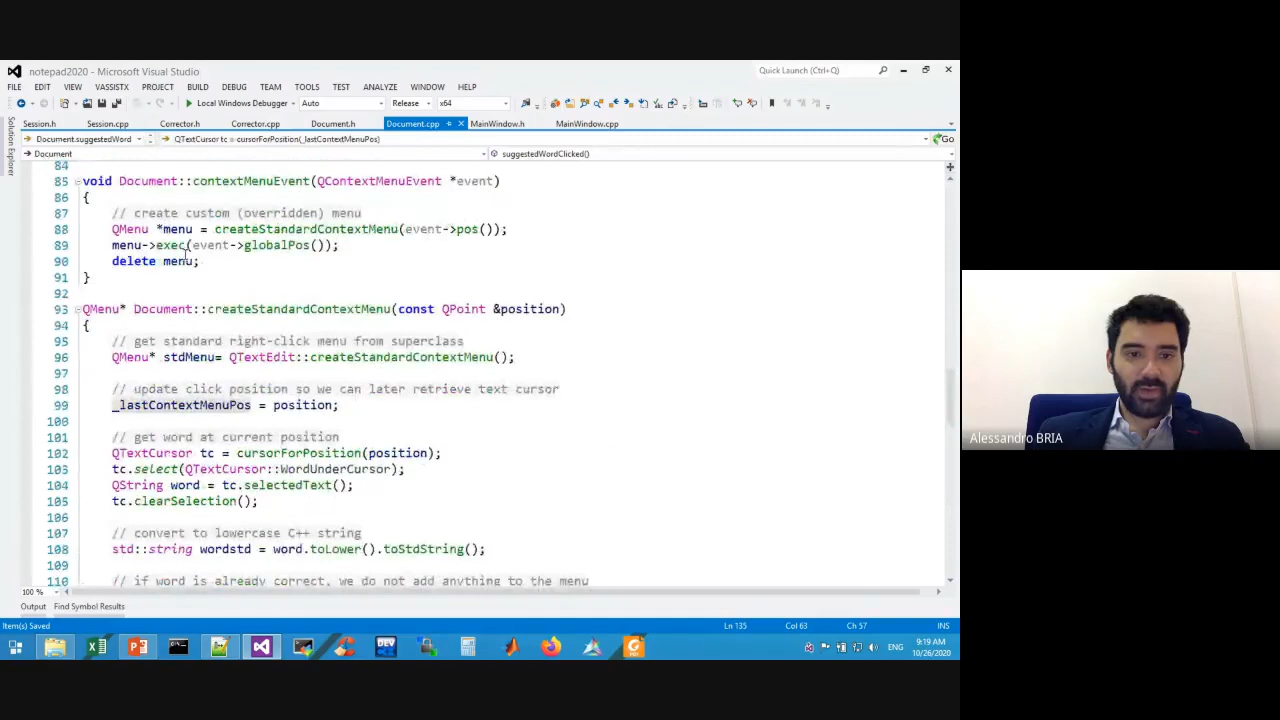 notepad2020 - Microsoft Visual Studio
Quick Launch (Ctrl+Q)
FILE EDIT VIEW VASSISTX PROJECT BUILD DEBUG TEAM TOOLS TEST ANALYZE WINDOW HELP
Local Windows Debugger Auto Release x64
Session.h Session.cpp Corrector.h Corrector.cpp Document.h Document.cpp MainWindow.h MainWindow.cpp
Document.suggestedWord QTextCursor tc = cursorForPosition(_lastContextMenuPos) Go
Document suggestedWordClicked()
Solution Explorer
84
85 void Document::contextMenuEvent(QContextMenuEvent *event)
86 {
87 // create custom (overridden) menu
88 QMenu *menu = createStandardContextMenu(event->pos());
89 menu->exec(event->globalPos());
90 delete menu;
91 }
92
93 QMenu* Document::createStandardContextMenu(const QPoint &position)
94 {
95 // get standard right-click menu from superclass
96 QMenu* stdMenu= QTextEdit::createStandardContextMenu();
97
98 // update click position so we can later retrieve text cursor
99 _lastContextMenuPos = position;
100
101 // get word at current position
102 QTextCursor tc = cursorForPosition(position);
103 tc.select(QTextCursor::WordUnderCursor);
104 QString word = tc.selectedText();
105 tc.clearSelection();
106
107 // convert to lowercase C++ string
108 std::string wordstd = word.toLower().toStdString();
109
110 // if word is already correct, we do not add anything to the menu
100 %
Output Find Symbol Results
Item(s) Saved Ln 135 Col 63 Ch 57 INS
DEV
PDF
ENG
9:19 AM
10/26/2020
Alessandro BRIA